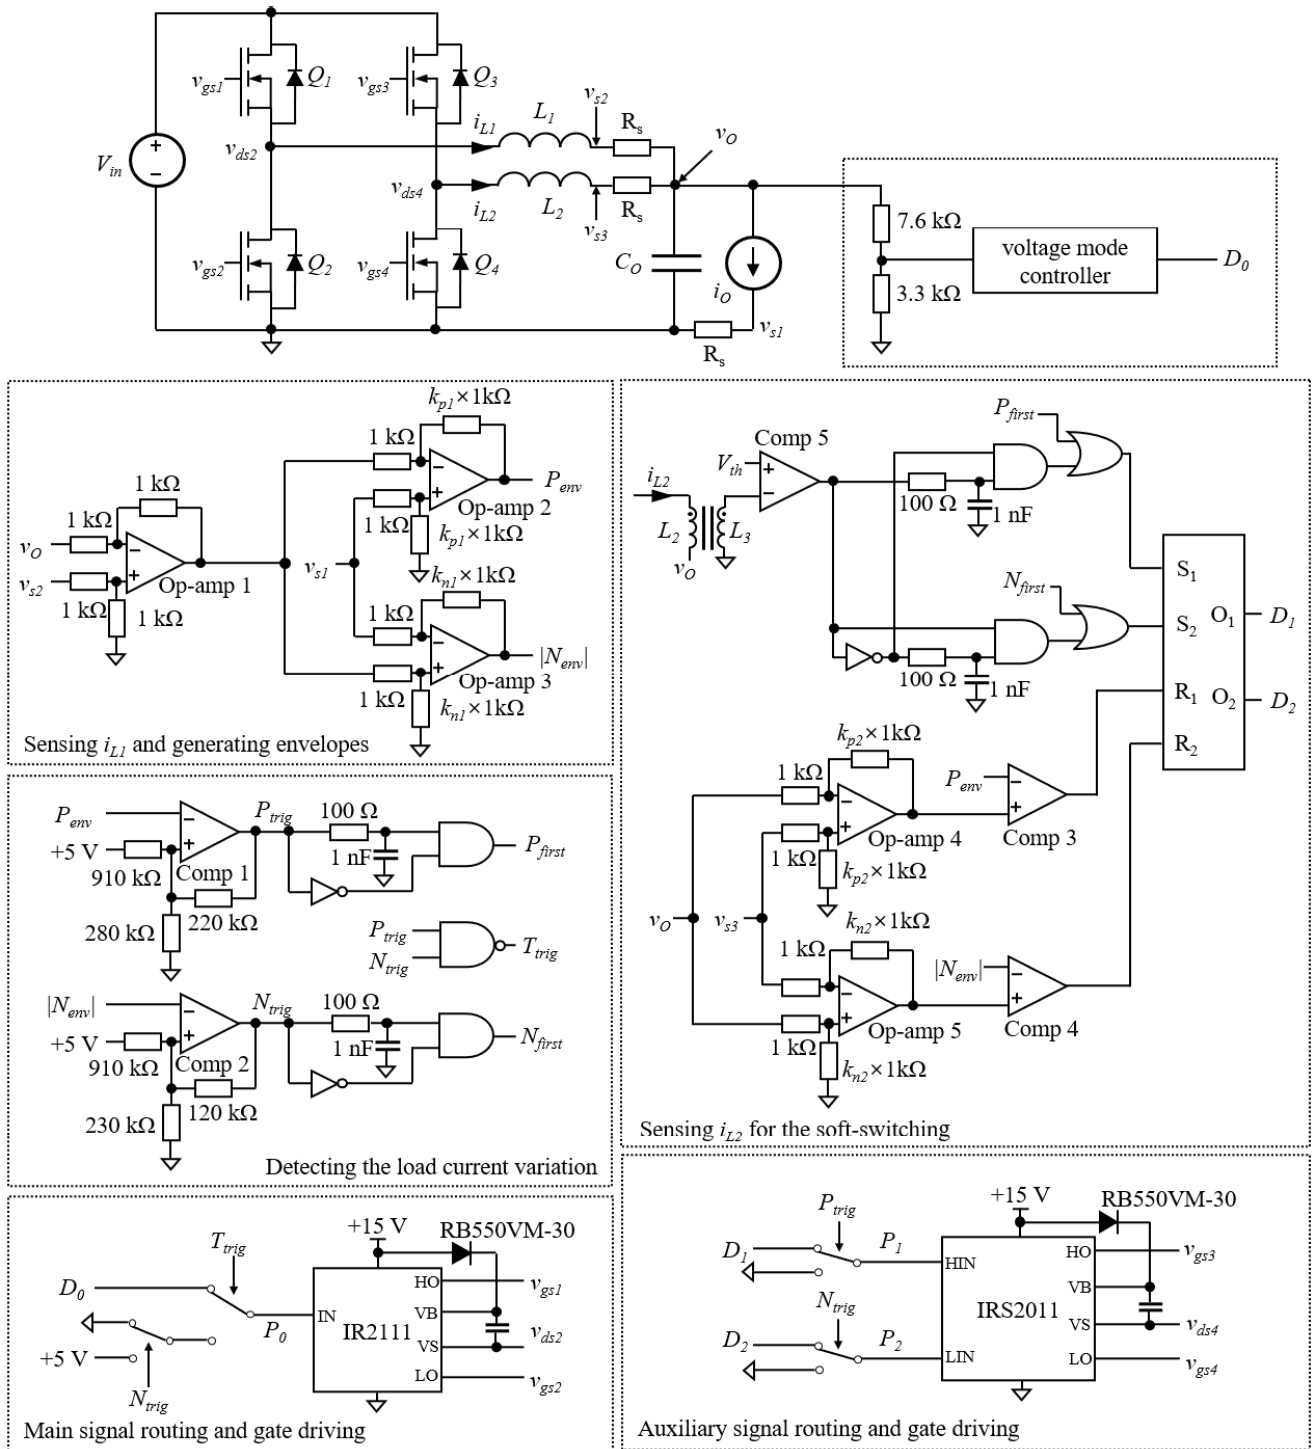 V_in
v_gs1
Q_1
v_gs3
Q_3
v_ds2
i_L1
L_1
v_s2
R_s
v_O
v_ds4
i_L2
L_2
v_s3
R_s
v_gs2
Q_2
v_gs4
Q_4
C_O
i_O
R_s
v_s1
7.6 kΩ
3.3 kΩ
voltage mode
controller
D_0
k_p1×1kΩ
1 kΩ
1 kΩ
1 kΩ
v_O
v_s2
1 kΩ
1 kΩ
Op-amp 1
Op-amp 2
P_env
1 kΩ
k_p1×1kΩ
v_s1
k_n1×1kΩ
1 kΩ
|N_env|
Op-amp 3
1 kΩ
k_n1×1kΩ
Sensing i_L1 and generating envelopes
P_env
+5 V
910 kΩ
Comp 1
P_trig
100 Ω
1 nF
P_first
280 kΩ
220 kΩ
P_trig
N_trig
T_trig
|N_env|
+5 V
910 kΩ
Comp 2
N_trig
100 Ω
1 nF
N_first
230 kΩ
120 kΩ
Detecting the load current variation
P_first
Comp 5
V_th
i_L2
L_2
L_3
v_O
100 Ω
1 nF
N_first
100 Ω
1 nF
S_1
S_2
R_1
R_2
O_1
O_2
D_1
D_2
k_p2×1kΩ
1 kΩ
Op-amp 4
1 kΩ
k_p2×1kΩ
P_env
Comp 3
v_O
v_s3
k_n2×1kΩ
1 kΩ
Op-amp 5
1 kΩ
k_n2×1kΩ
|N_env|
Comp 4
Sensing i_L2 for the soft-switching
T_trig
D_0
P_0
+5 V
N_trig
+15 V
RB550VM-30
IN
IR2111
HO
VB
VS
LO
v_gs1
v_ds2
v_gs2
Main signal routing and gate driving
P_trig
D_1
P_1
N_trig
D_2
P_2
+15 V
RB550VM-30
HIN
LIN
IRS2011
HO
VB
VS
LO
v_gs3
v_ds4
v_gs4
Auxiliary signal routing and gate driving